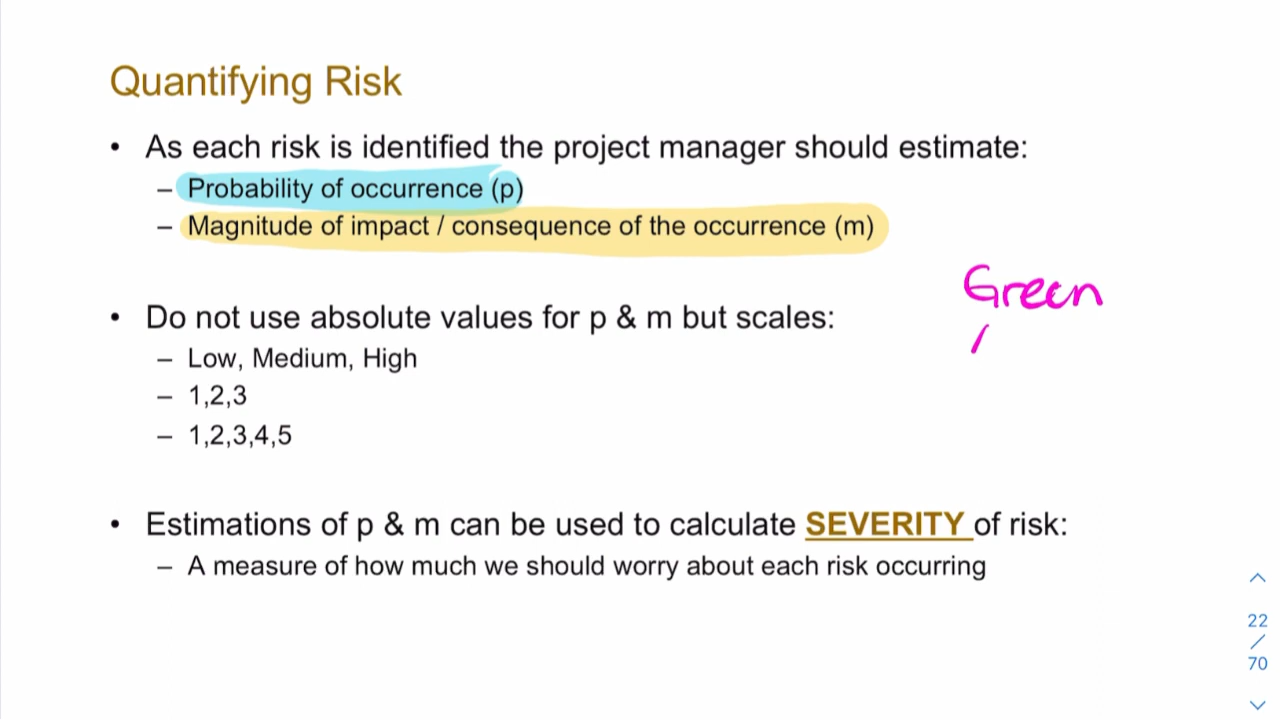 Quantifying Risk
• As each risk is identified the project manager should estimate:
– Probability of occurrence (p)
– Magnitude of impact / consequence of the occurrence (m)
Green
• Do not use absolute values for p & m but scales:
– Low, Medium, High
– 1,2,3
– 1,2,3,4,5
• Estimations of p & m can be used to calculate SEVERITY of risk:
– A measure of how much we should worry about each risk occurring
22
/
70